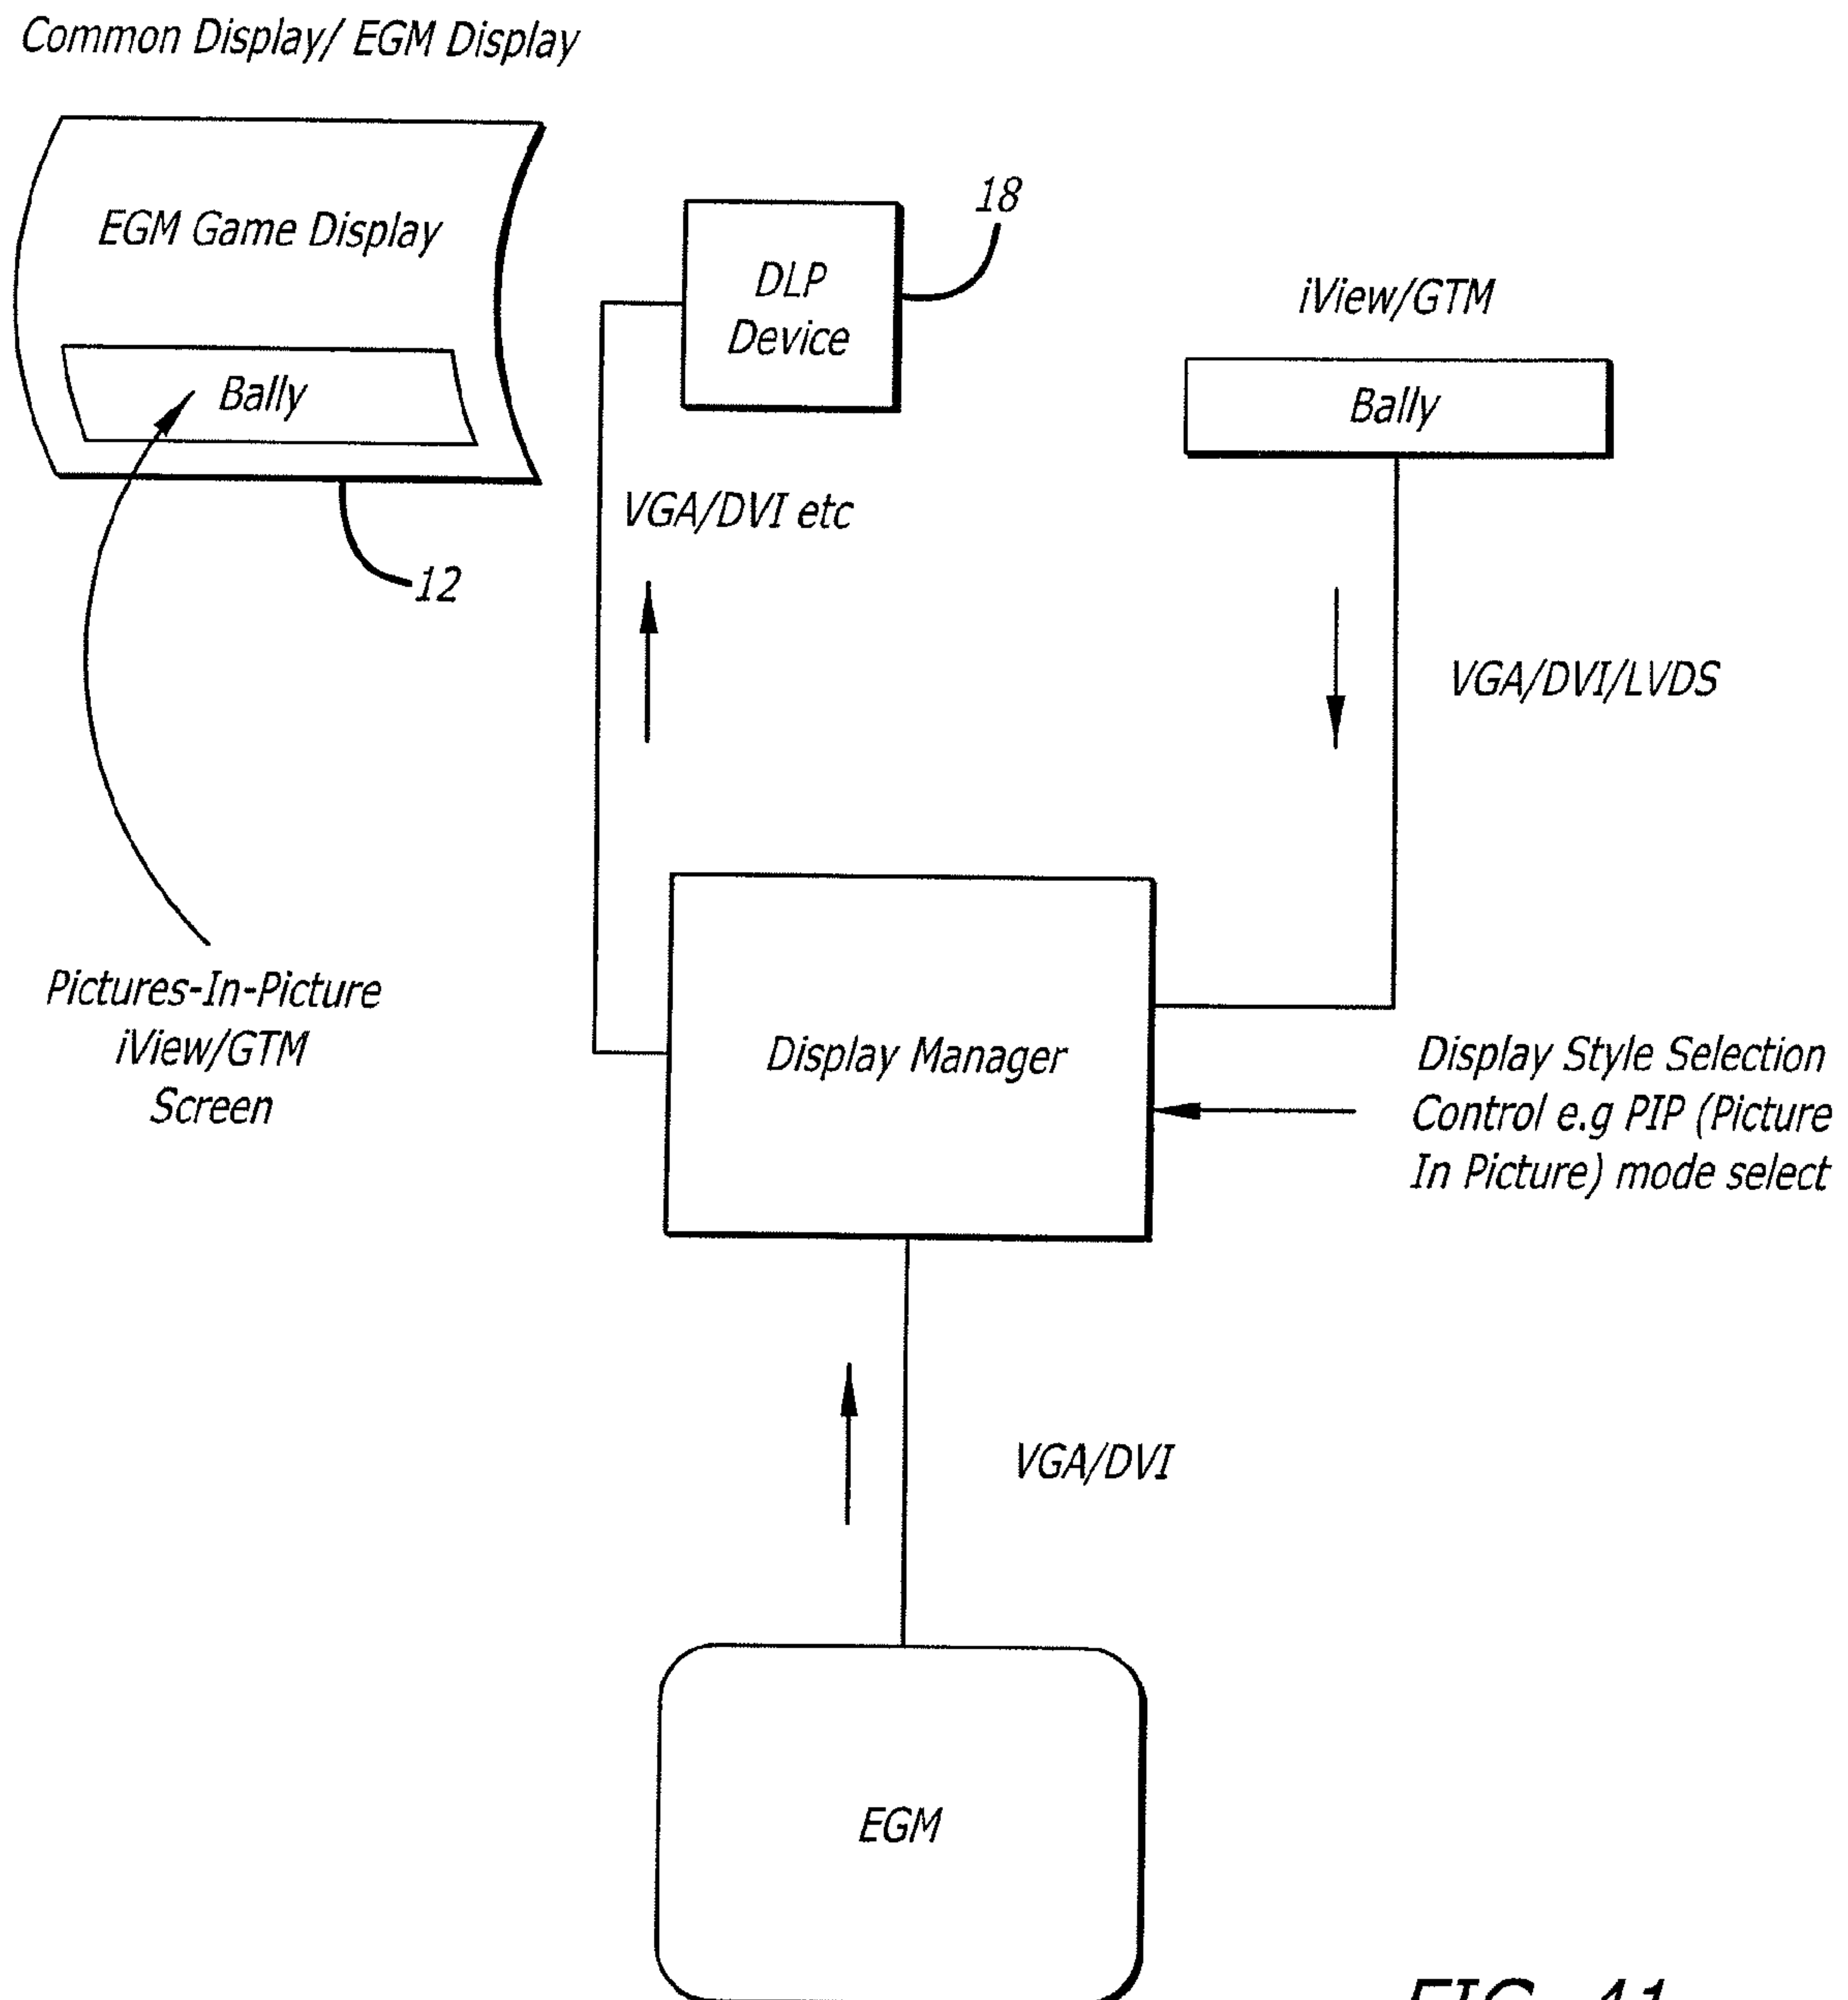 Common Display/ EGM Display
EGM Game Display
Bally
12
DLP
Device
18
iView/GTM
Bally
VGA/DVI etc
VGA/DVI/LVDS
Pictures-In-Picture
iView/GTM
Screen
Display Manager
Display Style Selection
Control e.g PIP (Picture
In Picture) mode select
VGA/DVI
EGM
FIG. 41